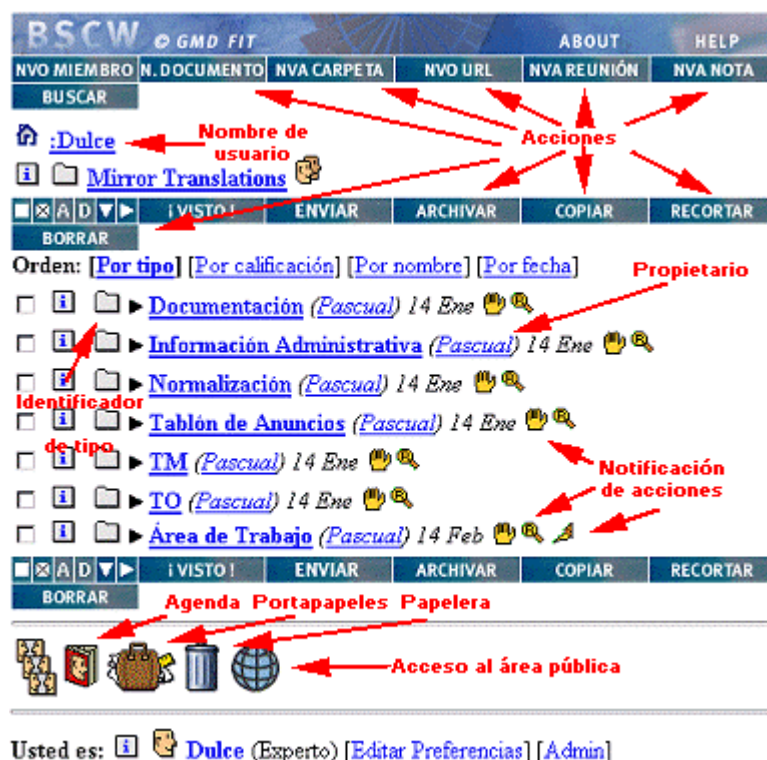 BSCW © GMD FIT ABOUT HELP
NVO MIEMBRO N. DOCUMENTO NVA CARPETA NVO URL NVA REUNIÓN NVA NOTA
BUSCAR
:Dulce
Nombre de
usuario
Acciones
i Mirror Translations
A D ¡VISTO! ENVIAR ARCHIVAR COPIAR RECORTAR
BORRAR
Orden: [Por tipo] [Por calificación] [Por nombre] [Por fecha]
Propietario
i Documentación (Pascual) 14 Ene
i Información Administrativa (Pascual) 14 Ene
i Normalización (Pascual) 14 Ene
Identificador
de tipo
i Tablón de Anuncios (Pascual) 14 Ene
i TM (Pascual) 14 Ene
Notificación
de acciones
i TO (Pascual) 14 Ene
i Área de Trabajo (Pascual) 14 Feb
A D ¡VISTO! ENVIAR ARCHIVAR COPIAR RECORTAR
BORRAR
Agenda Portapapeles Papelera
Acceso al área pública
Usted es: i Dulce (Experto) [Editar Preferencias] [Admin]